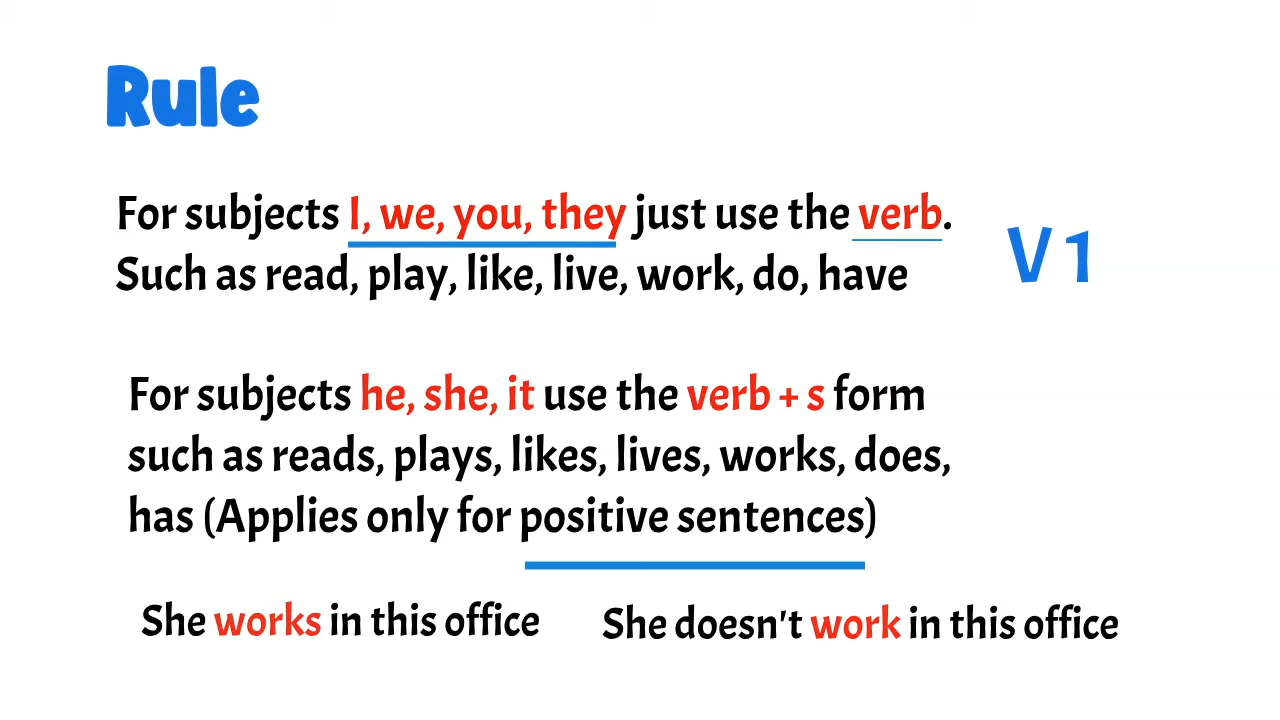 Rule
For subjects I, we, you, they just use the verb.
Such as read, play, like, live, work, do, have
V 1
For subjects he, she, it use the verb + s form
such as reads, plays, likes, lives, works, does,
has (Applies only for positive sentences)
She works in this office
She doesn't work in this office